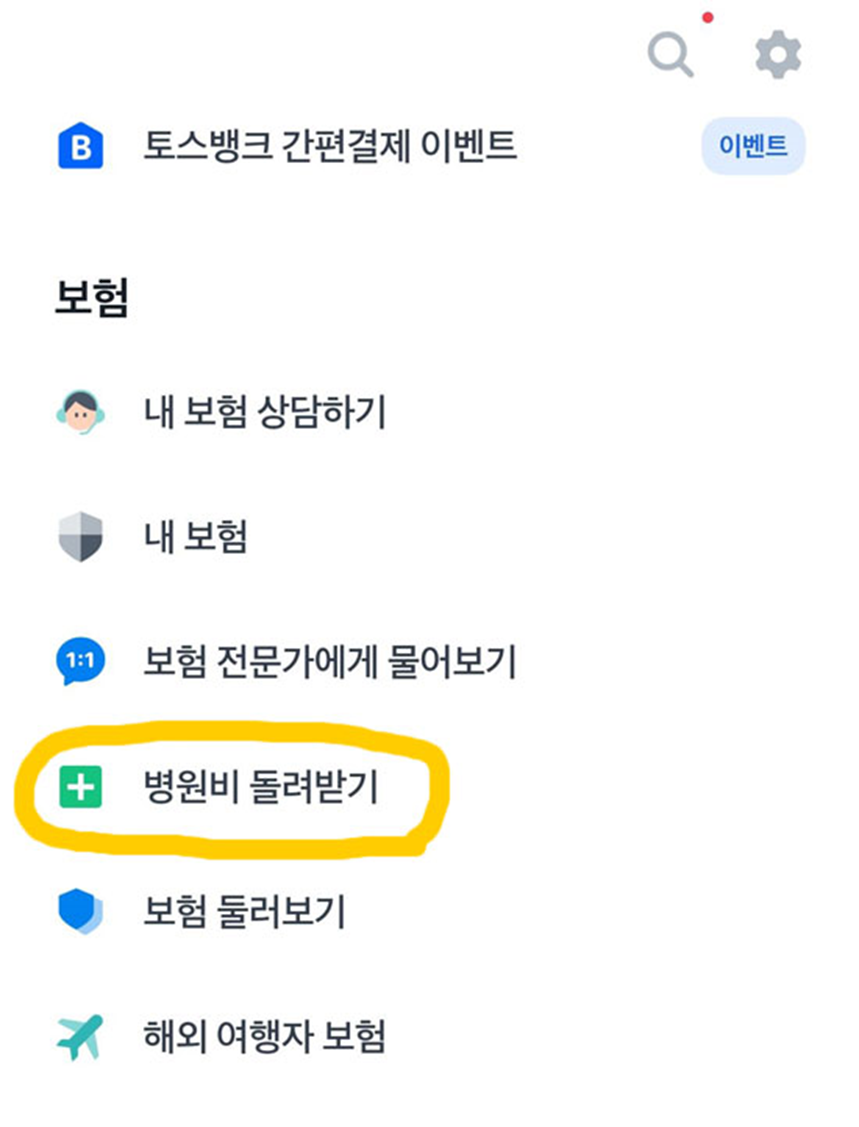 B 토스뱅크 간편결제 이벤트 이벤트
보험
내 보험 상담하기
내 보험
1:1 보험 전문가에게 물어보기
병원비 돌려받기
보험 둘러보기
해외 여행자 보험